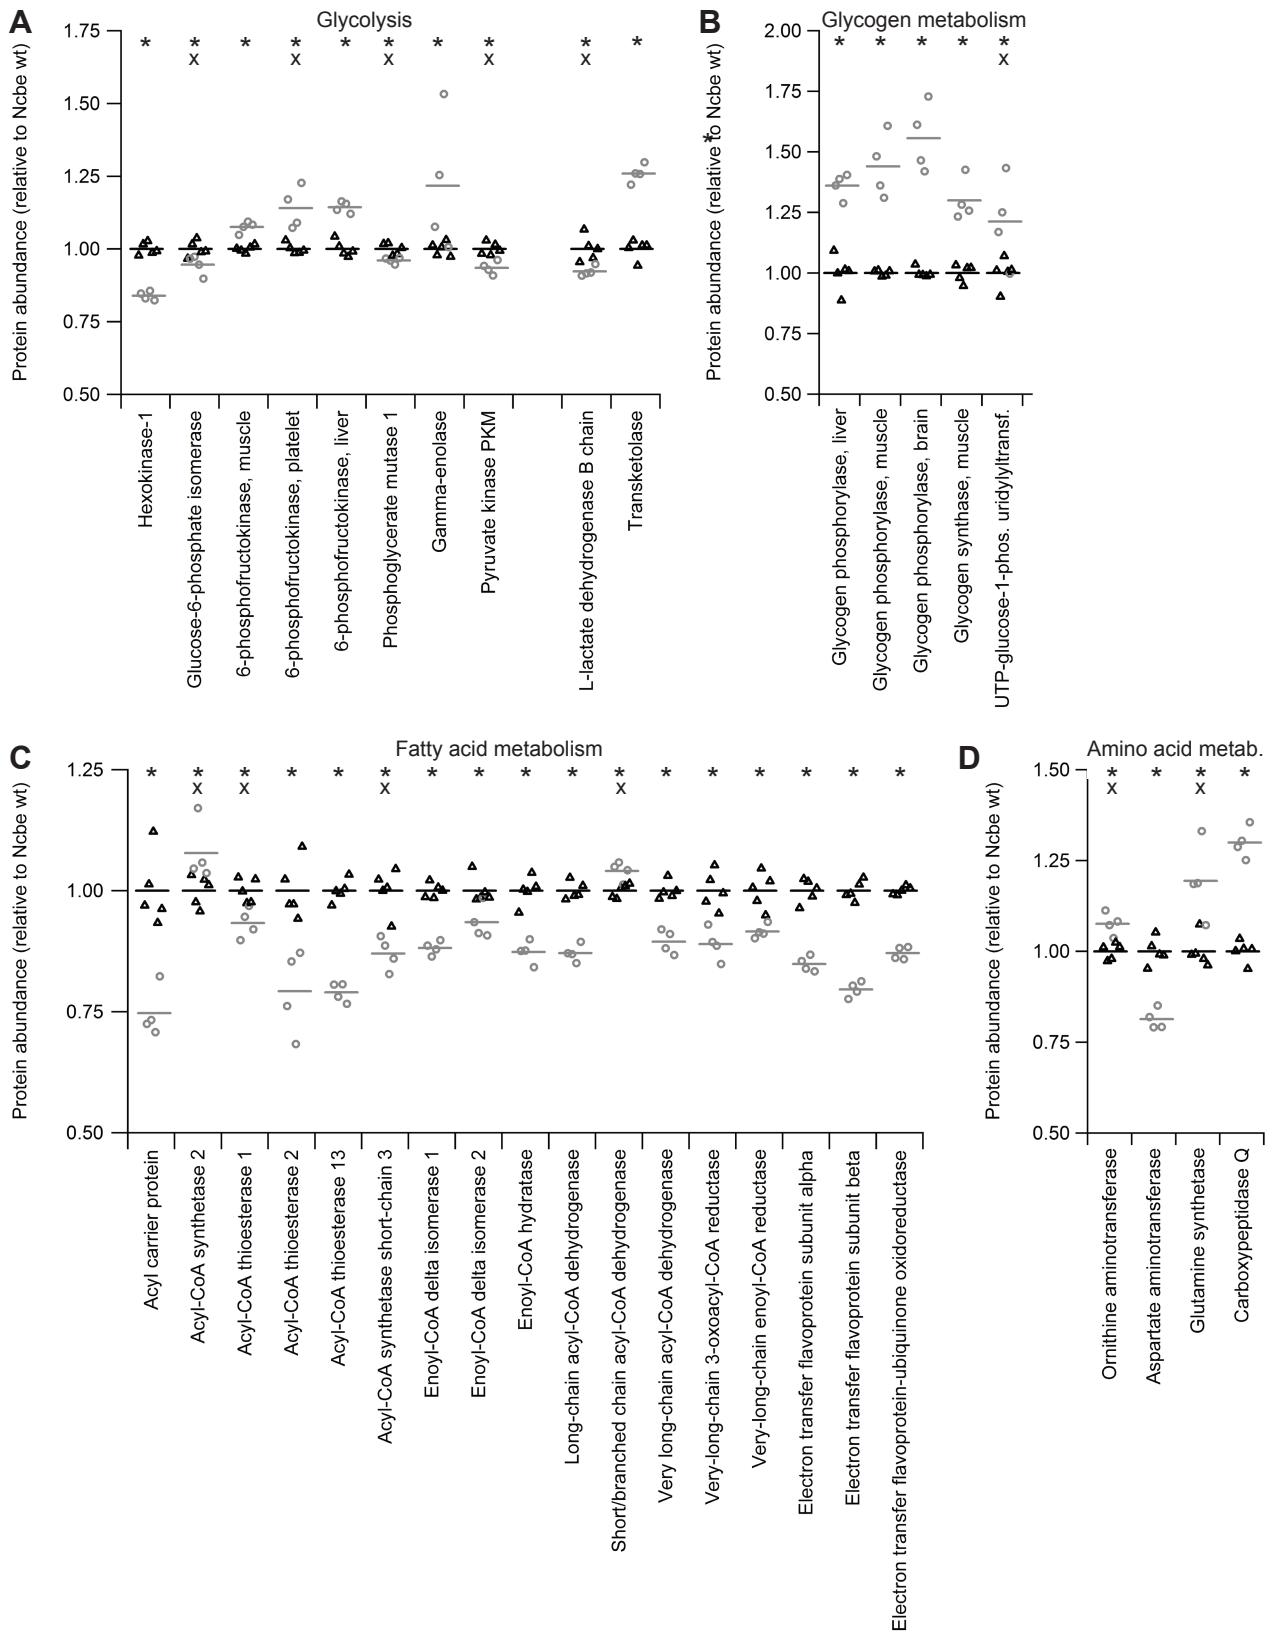 A
Glycolysis
Protein abundance (relative to Ncbe wt)
1.75
1.50
1.25
1.00
0.75
0.50
* * * * * * * * * *
x x x x x
Hexokinase-1
Glucose-6-phosphate isomerase
6-phosphofructokinase, muscle
6-phosphofructokinase, platelet
6-phosphofructokinase, liver
Phosphoglycerate mutase 1
Gamma-enolase
Pyruvate kinase PKM
L-lactate dehydrogenase B chain
Transketolase
B
Glycogen metabolism
Protein abundance (relative to Ncbe wt)
*
2.00
1.75
1.50
1.25
1.00
0.75
0.50
* * * * *
x
Glycogen phosphorylase, liver
Glycogen phosphorylase, muscle
Glycogen phosphorylase, brain
Glycogen synthase, muscle
UTP-glucose-1-phos. uridylyltransf.
C
Fatty acid metabolism
Protein abundance (relative to Ncbe wt)
1.25
1.00
0.75
0.50
* * * * * * * * * * * * * * * * *
x x x x
Acyl carrier protein
Acyl-CoA synthetase 2
Acyl-CoA thioesterase 1
Acyl-CoA thioesterase 2
Acyl-CoA thioesterase 13
Acyl-CoA synthetase short-chain 3
Enoyl-CoA delta isomerase 1
Enoyl-CoA delta isomerase 2
Enoyl-CoA hydratase
Long-chain acyl-CoA dehydrogenase
Short/branched chain acyl-CoA dehydrogenase
Very long-chain acyl-CoA dehydrogenase
Very-long-chain 3-oxoacyl-CoA reductase
Very-long-chain enoyl-CoA reductase
Electron transfer flavoprotein subunit alpha
Electron transfer flavoprotein subunit beta
Electron transfer flavoprotein-ubiquinone oxidoreductase
D
Amino acid metab.
Protein abundance (relative to Ncbe wt)
1.50
1.25
1.00
0.75
0.50
* * * *
x x
Ornithine aminotransferase
Aspartate aminotransferase
Glutamine synthetase
Carboxypeptidase Q